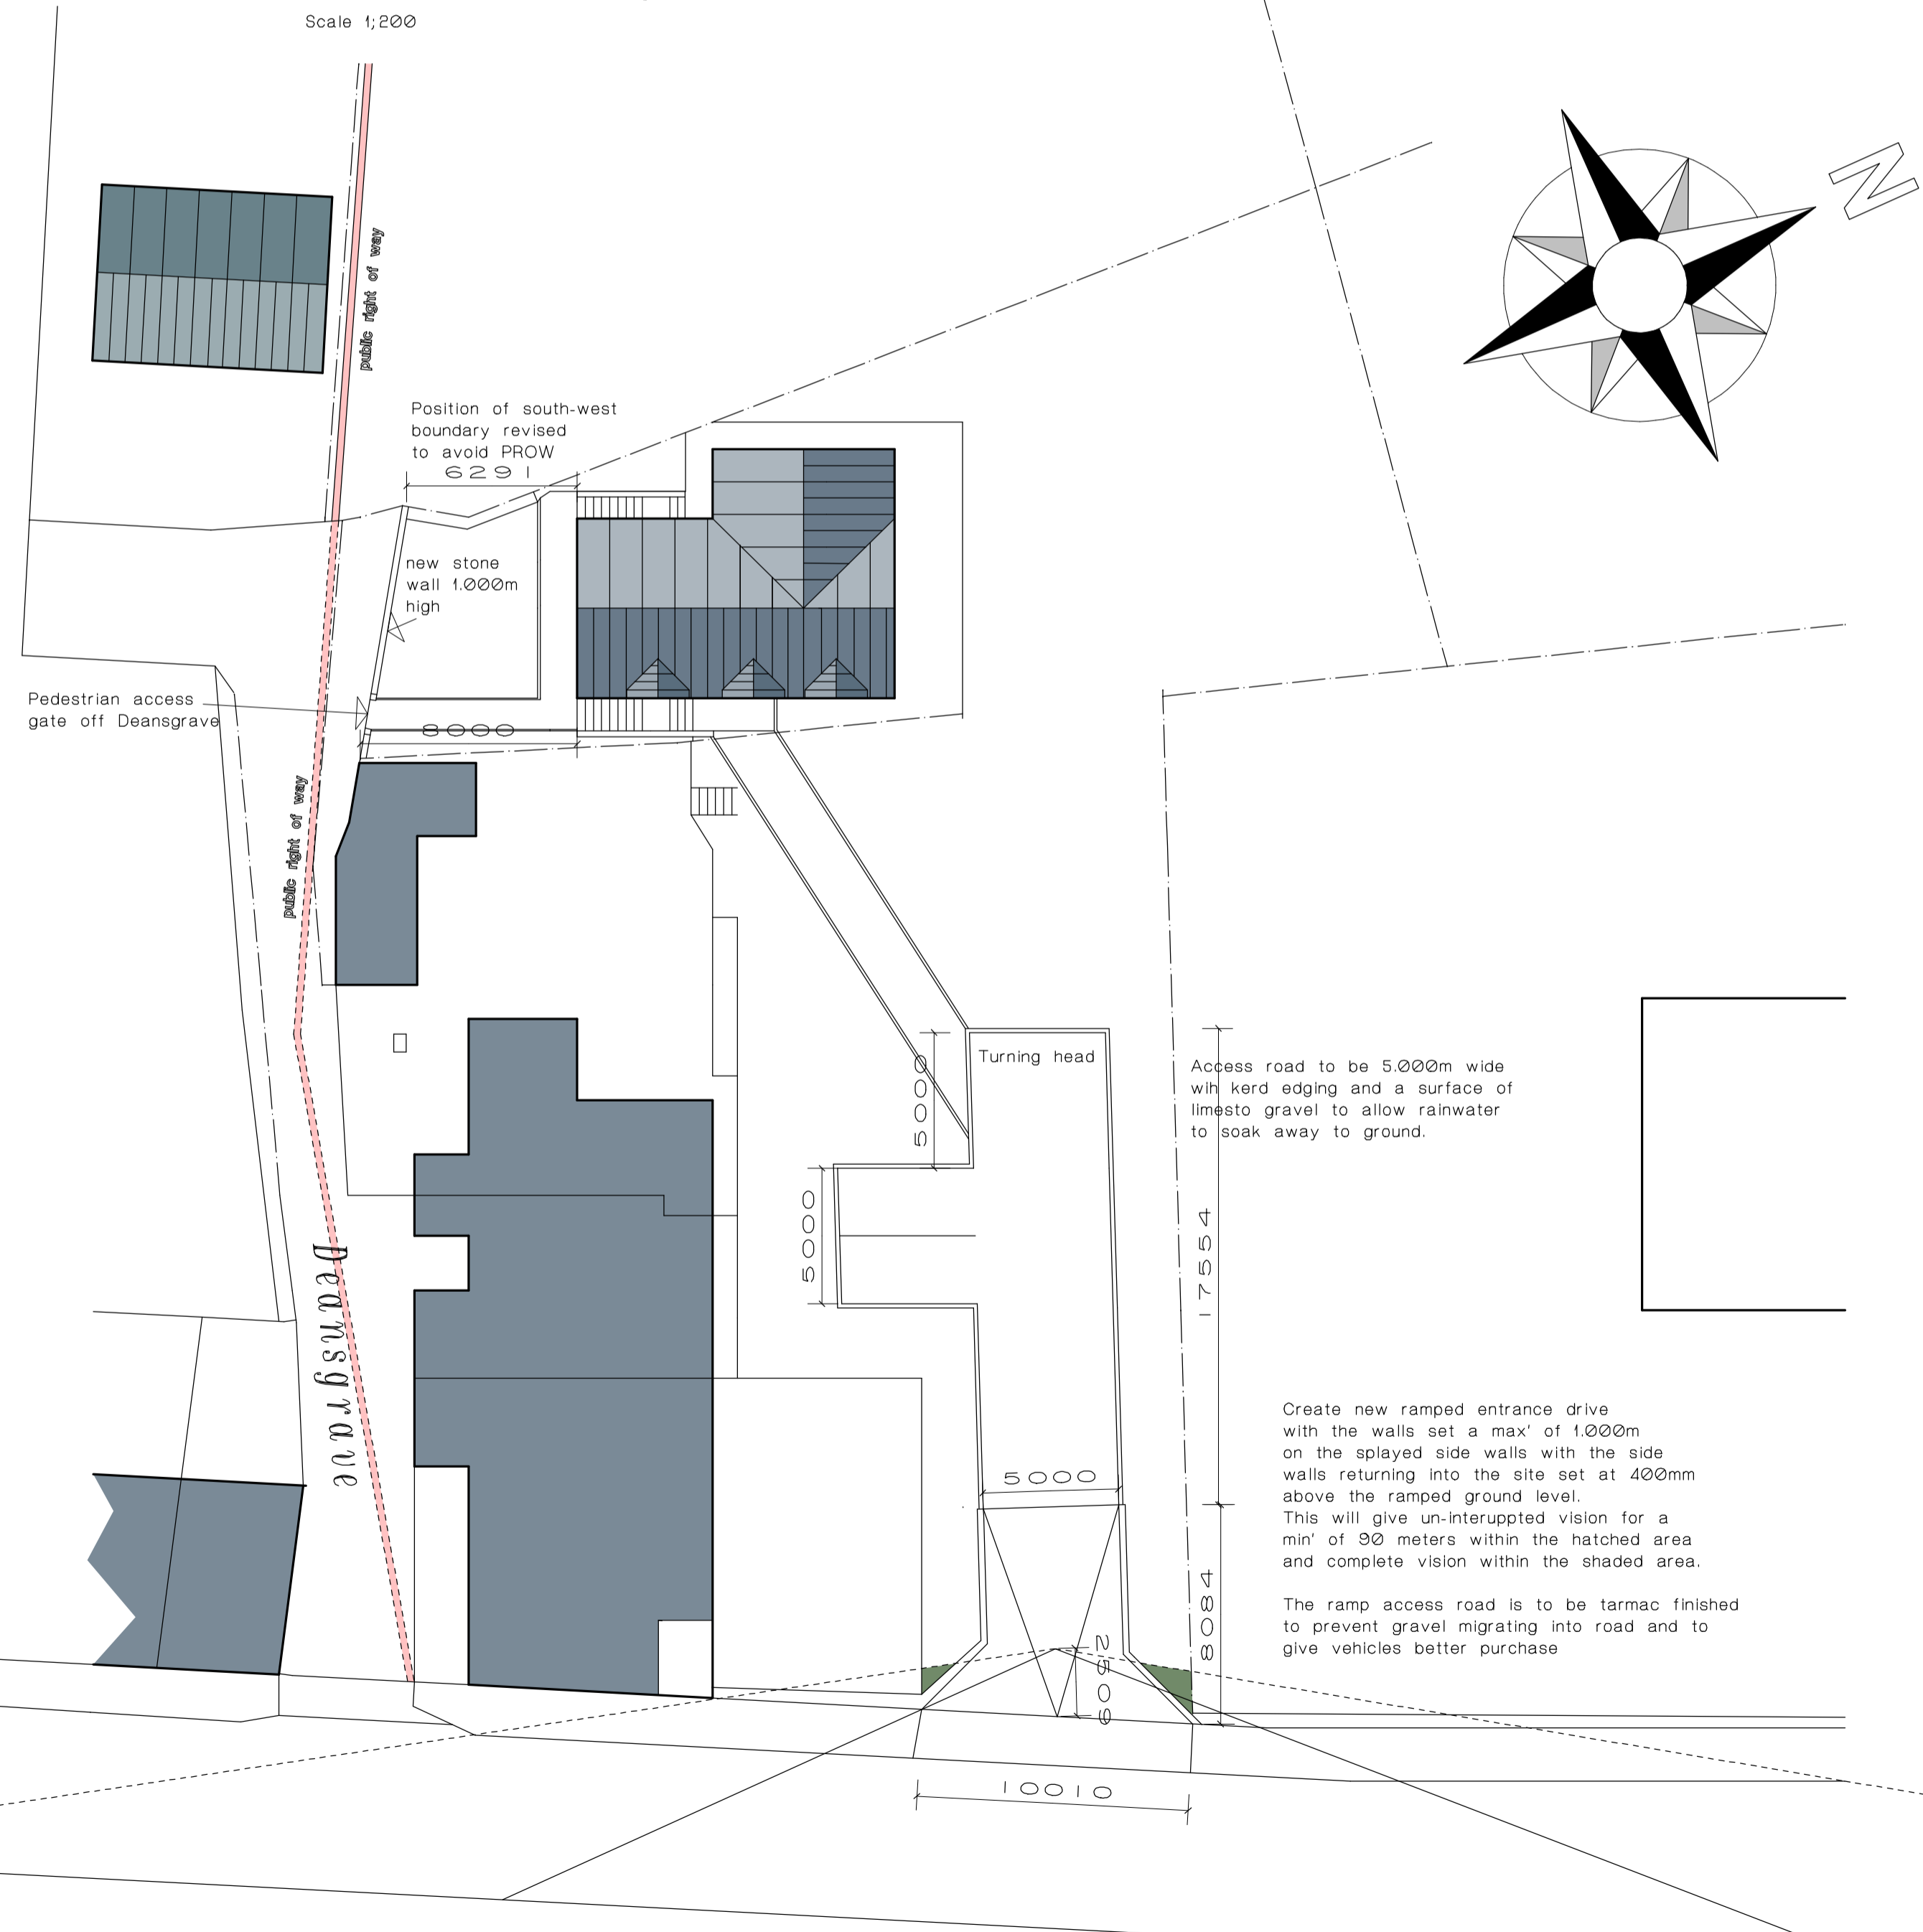 Scale 1;200
N
public right of way
Position of south-west
boundary revised
to avoid PROW
6291
new stone
wall 1.000m
high
Pedestrian access
gate off Deansgrave
8000
public right of way
Turning head
5000
Access road to be 5.000m wide
wih kerd edging and a surface of
limesto gravel to allow rainwater
to soak away to ground.
5000
17554
Deansgrave
Create new ramped entrance drive
with the walls set a max' of 1.000m
on the splayed side walls with the side
walls returning into the site set at 400mm
above the ramped ground level.
This will give un-interuppted vision for a
min' of 90 meters within the hatched area
and complete vision within the shaded area.
5000
The ramp access road is to be tarmac finished
to prevent gravel migrating into road and to
give vehicles better purchase
8084
2509
10010